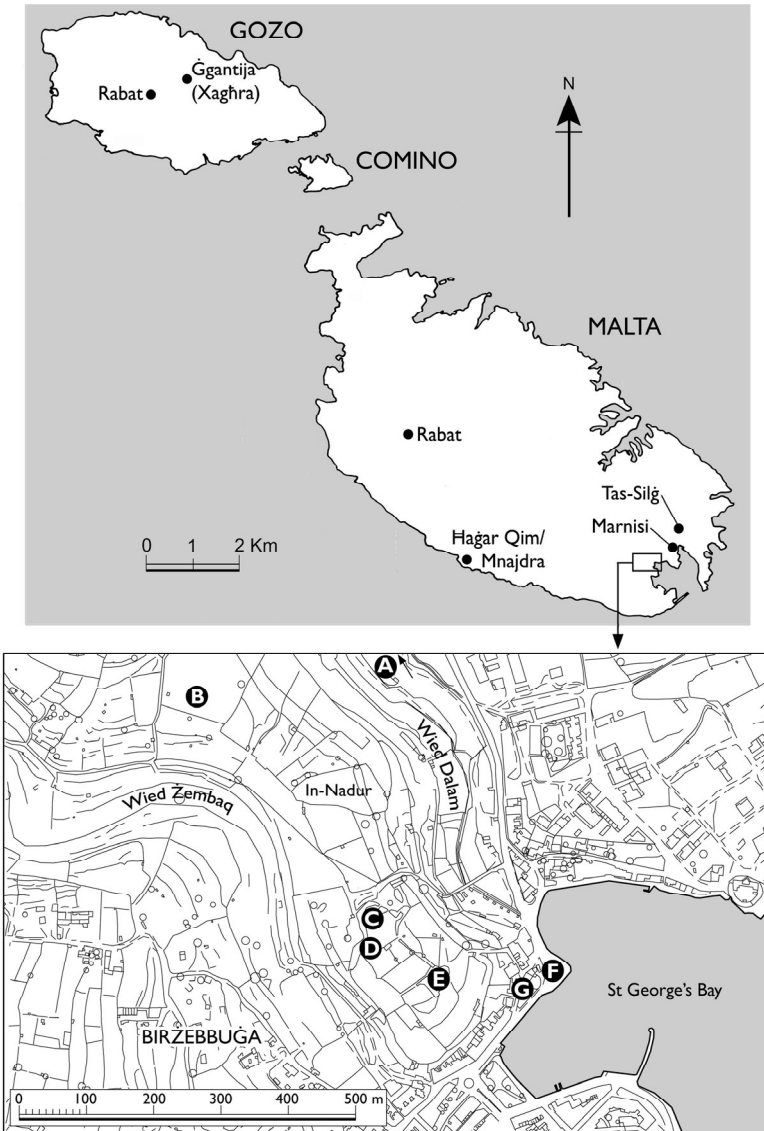 GOZO
Ġgantija
(Xagħra)
Rabat
N
COMINO
MALTA
Rabat
Tas-Silġ
Marnisi
Ħaġar Qim/
Mnajdra
0 1 2 Km
A
B
Wied Dalam
In-Nadur
Wied Żembaq
C
D
E
F
G
St George's Bay
BIRŻEBBUĠA
0 100 200 300 400 500 m